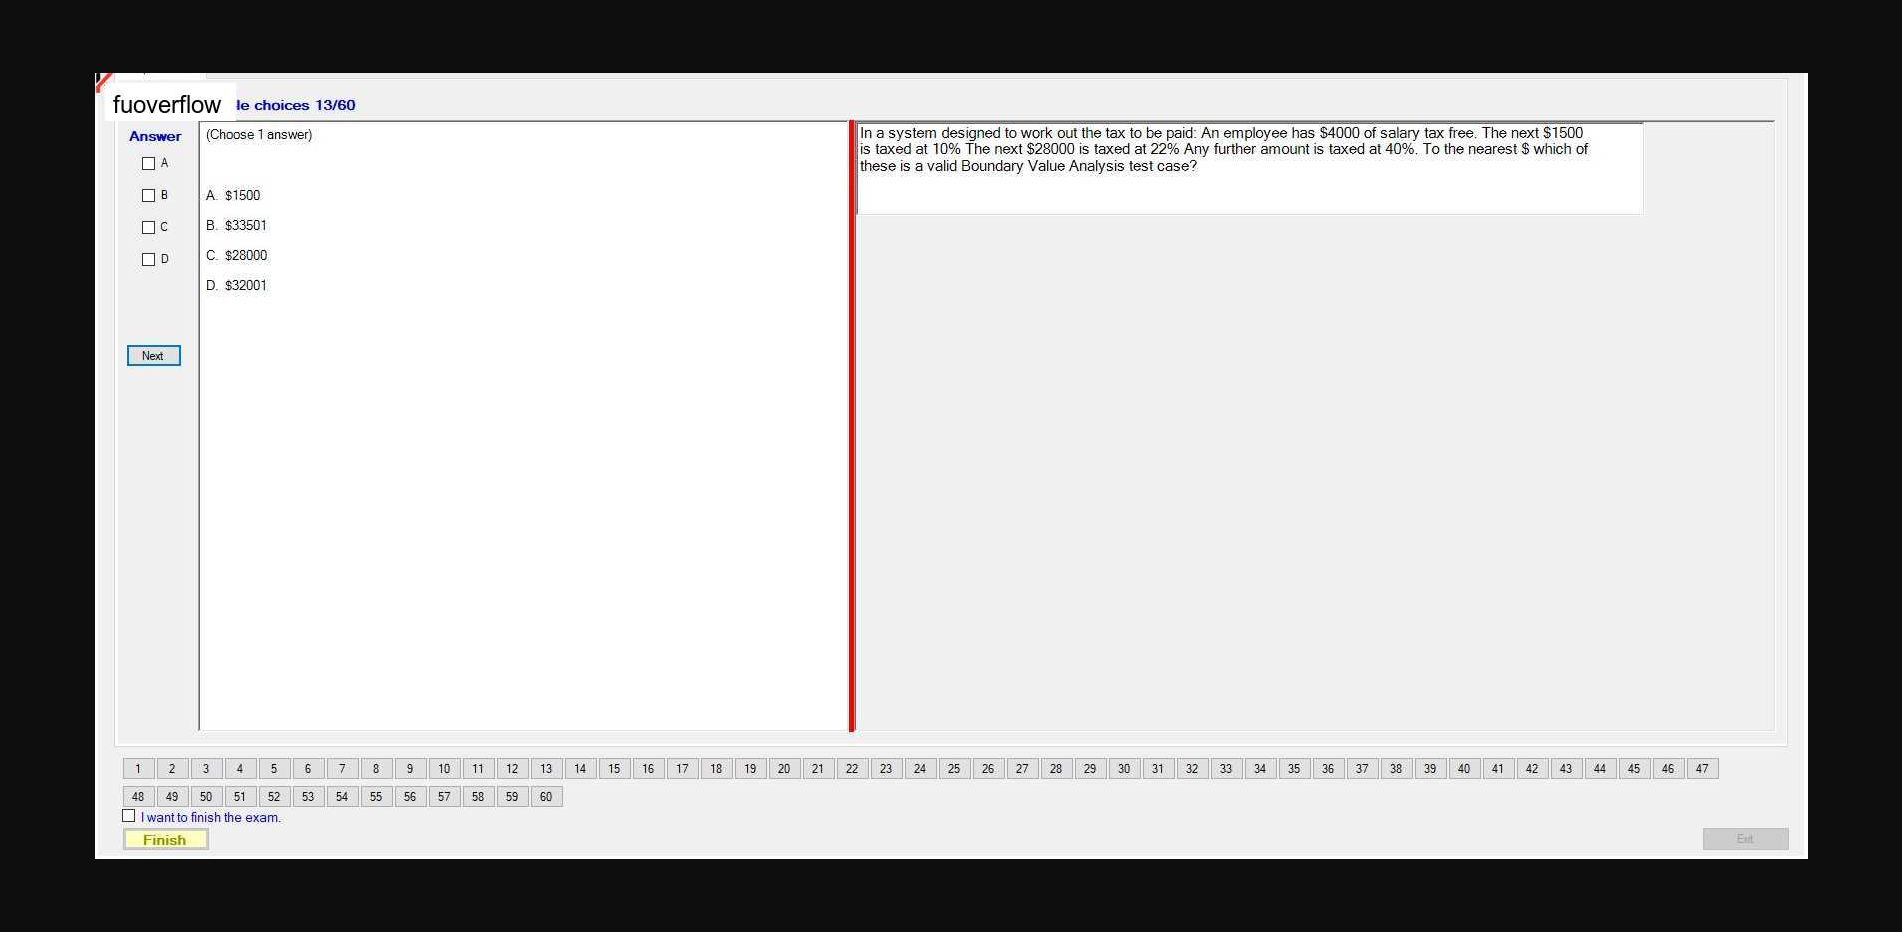 fuoverflow le choices 13/60
Answer
(Choose 1 answer)
A
B
C
D
A. $1500
B. $33501
C. $28000
D. $32001
Next
In a system designed to work out the tax to be paid: An employee has $4000 of salary tax free. The next $1500
is taxed at 10% The next $28000 is taxed at 22% Any further amount is taxed at 40%. To the nearest $ which of
these is a valid Boundary Value Analysis test case?
1 2 3 4 5 6 7 8 9 10 11 12 13 14 15 16 17 18 19 20 21 22 23 24 25 26 27 28 29 30 31 32 33 34 35 36 37 38 39 40 41 42 43 44 45 46 47
48 49 50 51 52 53 54 55 56 57 58 59 60
I want to finish the exam.
Finish
Exit